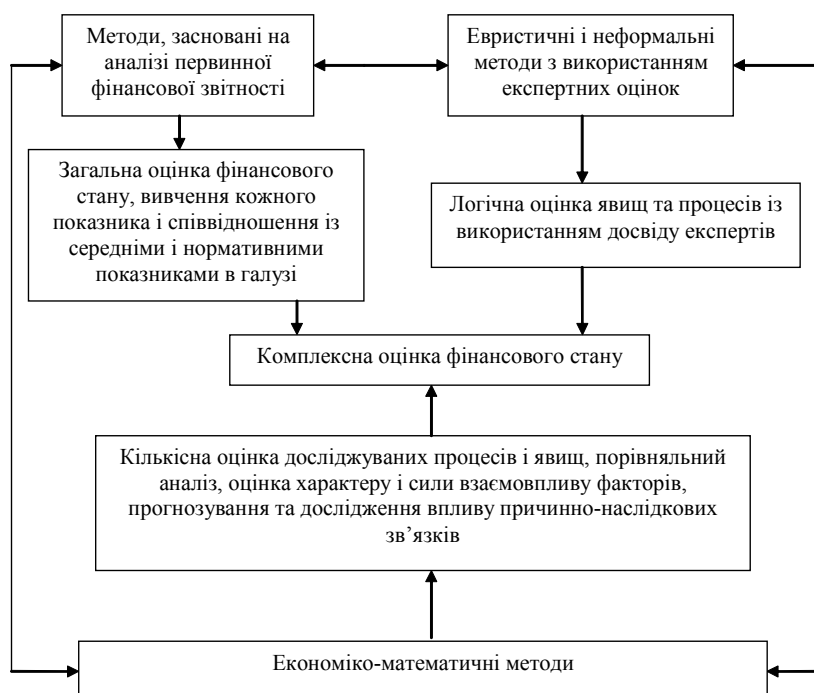 Методи, засновані на
аналізі первинної
фінансової звітності
Евристичні і неформальні
методи з використанням
експертних оцінок
Загальна оцінка фінансового
стану, вивчення кожного
показника і співвідношення із
середніми і нормативними
показниками в галузі
Логічна оцінка явищ та процесів із
використанням досвіду експертів
Комплексна оцінка фінансового стану
Кількісна оцінка досліджуваних процесів і явищ, порівняльний
аналіз, оцінка характеру і сили взаємовпливу факторів,
прогнозування та дослідження впливу причинно-наслідкових
зв’язків
Економіко-математичні методи